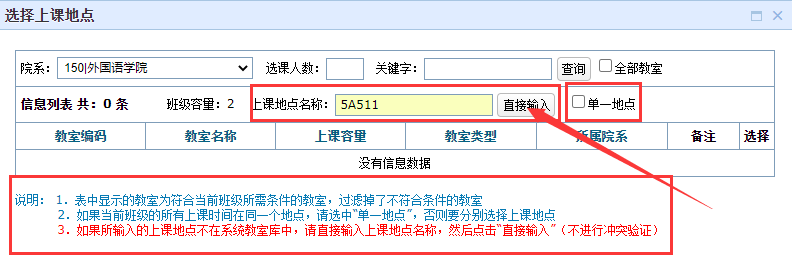 选择上课地点
院系： 150|外国语学院 选课人数： 关键字： 查询 全部教室
信息列表 共：0 条 班级容量：2 上课地点名称： 5A511 直接输入 单一地点
教室编码 教室名称 上课容量 教室类型 所属院系 备注 选择
没有信息数据
说明： 1. 表中显示的教室为符合当前班级所需条件的教室，过滤掉了不符合条件的教室
2. 如果当前班级的所有上课时间在同一个地点，请选中“单一地点”，否则要分别选择上课地点
3. 如果所输入的上课地点不在系统教室库中，请直接输入上课地点名称，然后点击“直接输入”（不进行冲突验证）